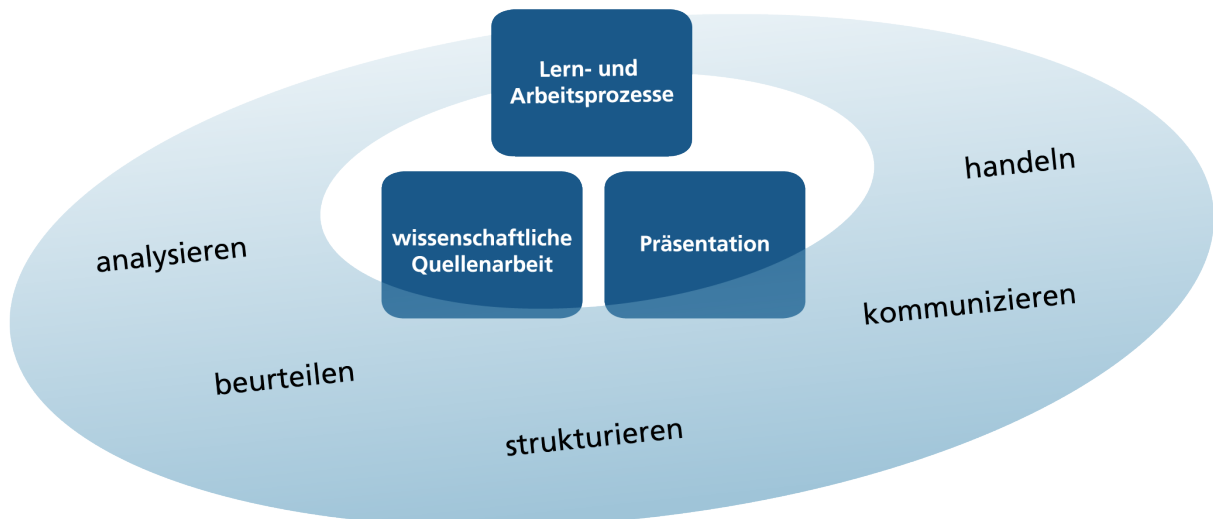 Lern- und
Arbeitsprozesse
handeln
wissenschaftliche
Quellenarbeit
Präsentation
analysieren
kommunizieren
beurteilen
strukturieren